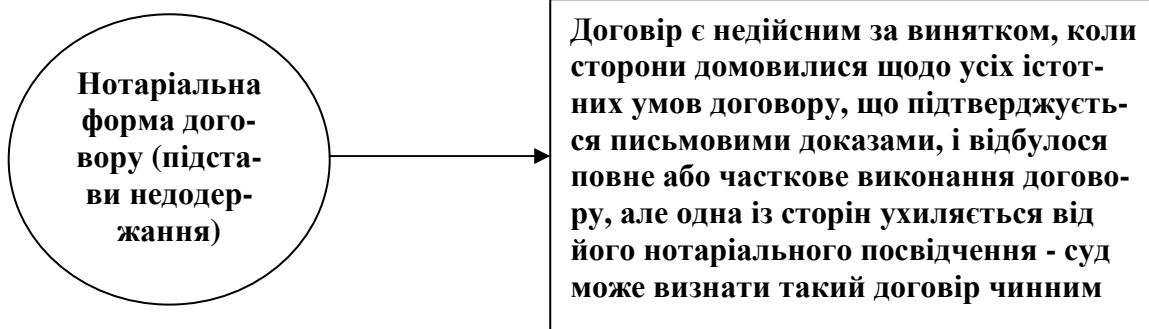 Нотаріальна
форма дого-
вору (підста-
ви недодер-
жання)
Договір є недійсним за винятком, коли
сторони домовилися щодо усіх істот-
них умов договору, що підтверджуєть-
ся письмовими доказами, і відбулося
повне або часткове виконання догово-
ру, але одна із сторін ухиляється від
його нотаріального посвідчення - суд
може визнати такий договір чинним